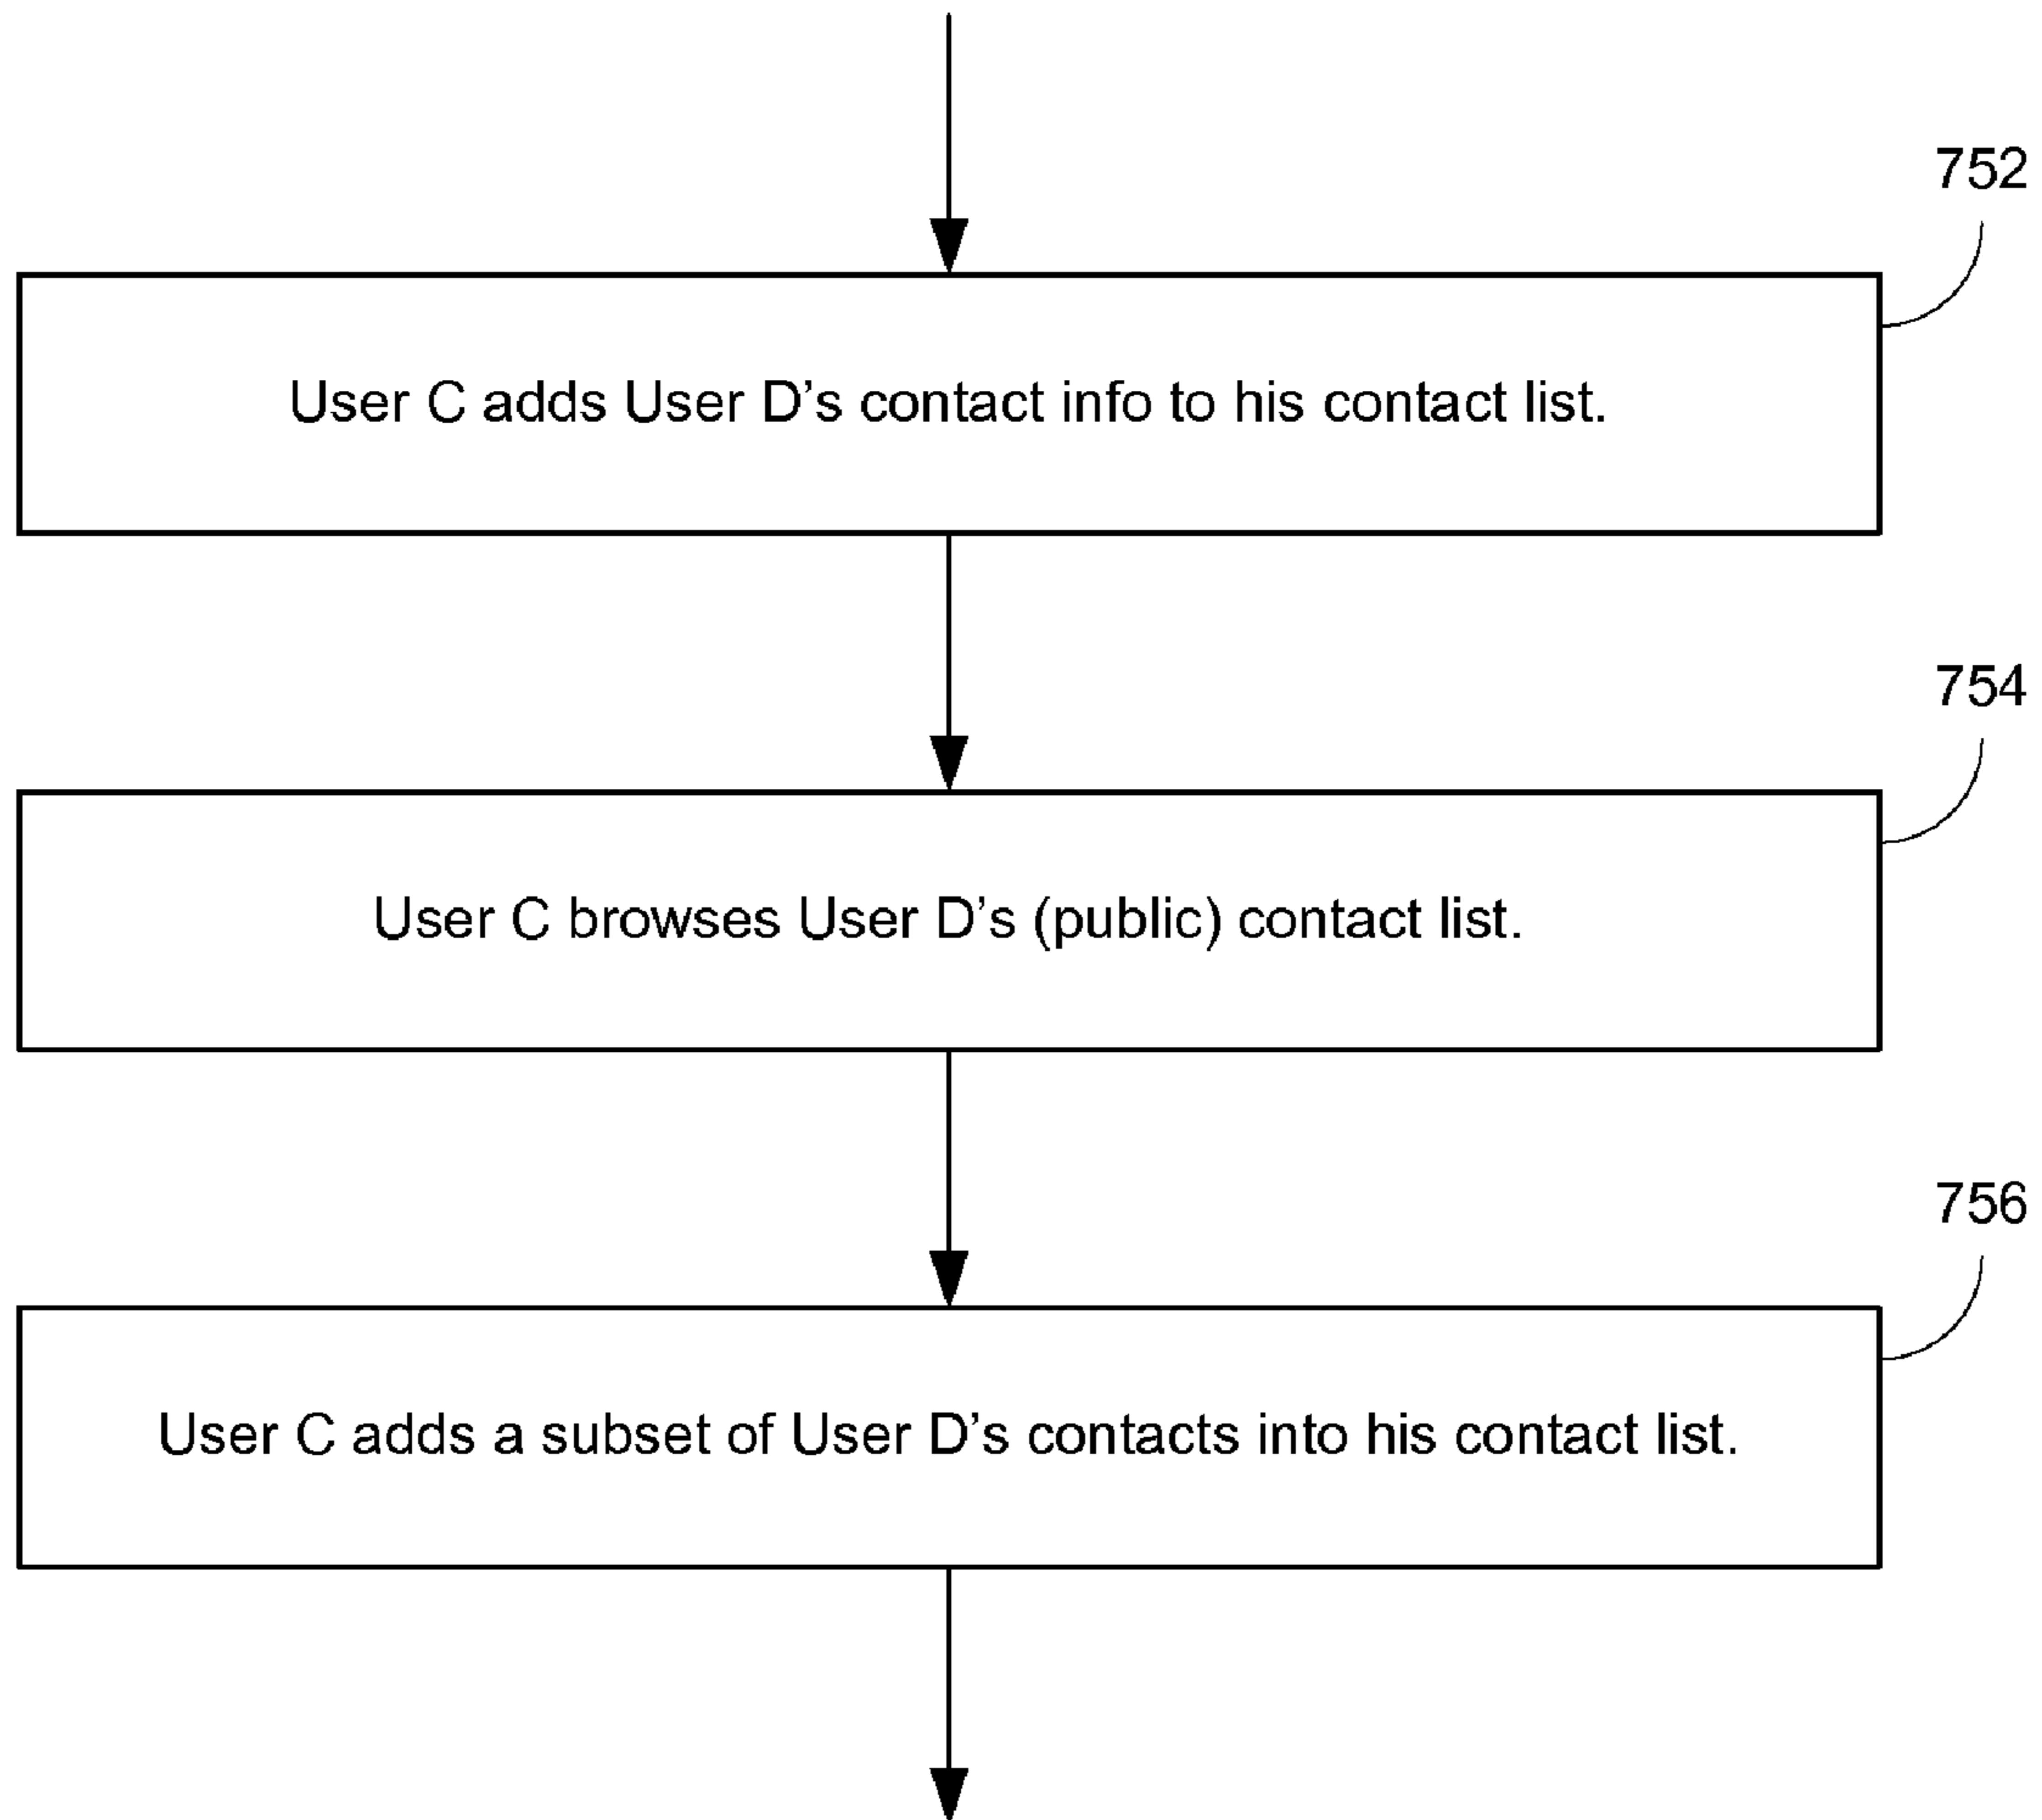 752
User C adds User D’s contact info to his contact list.
754
User C browses User D’s (public) contact list.
756
User C adds a subset of User D’s contacts into his contact list.